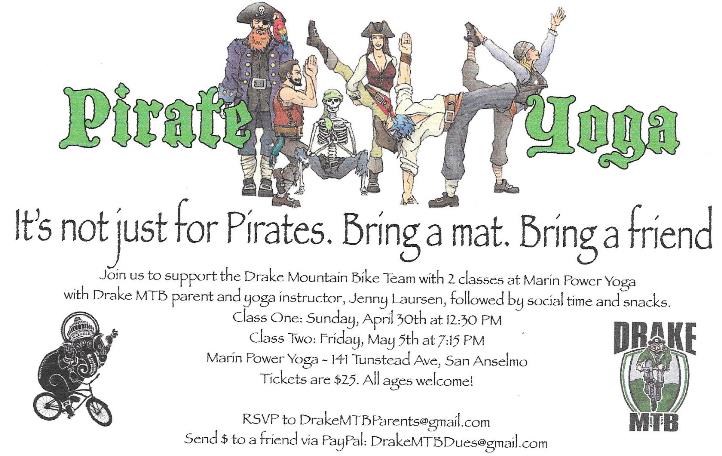 Pirate Yoga
It's not just for Pirates. Bring a mat. Bring a friend
Join us to support the Drake Mountain Bike Team with 2 classes at Marin Power Yoga
with Drake MTB parent and yoga instructor, Jenny Laursen, followed by social time and snacks.
Class One: Sunday, April 30th at 12:30 PM
Class Two: Friday, May 5th at 7:15 PM
Marin Power Yoga - 141 Tunstead Ave, San Anselmo
Tickets are $25. All ages welcome!
DRAKE
MTB
RSVP to DrakeMTBParents@gmail.com
Send $ to a friend via PayPal: DrakeMTBDues@gmail.com